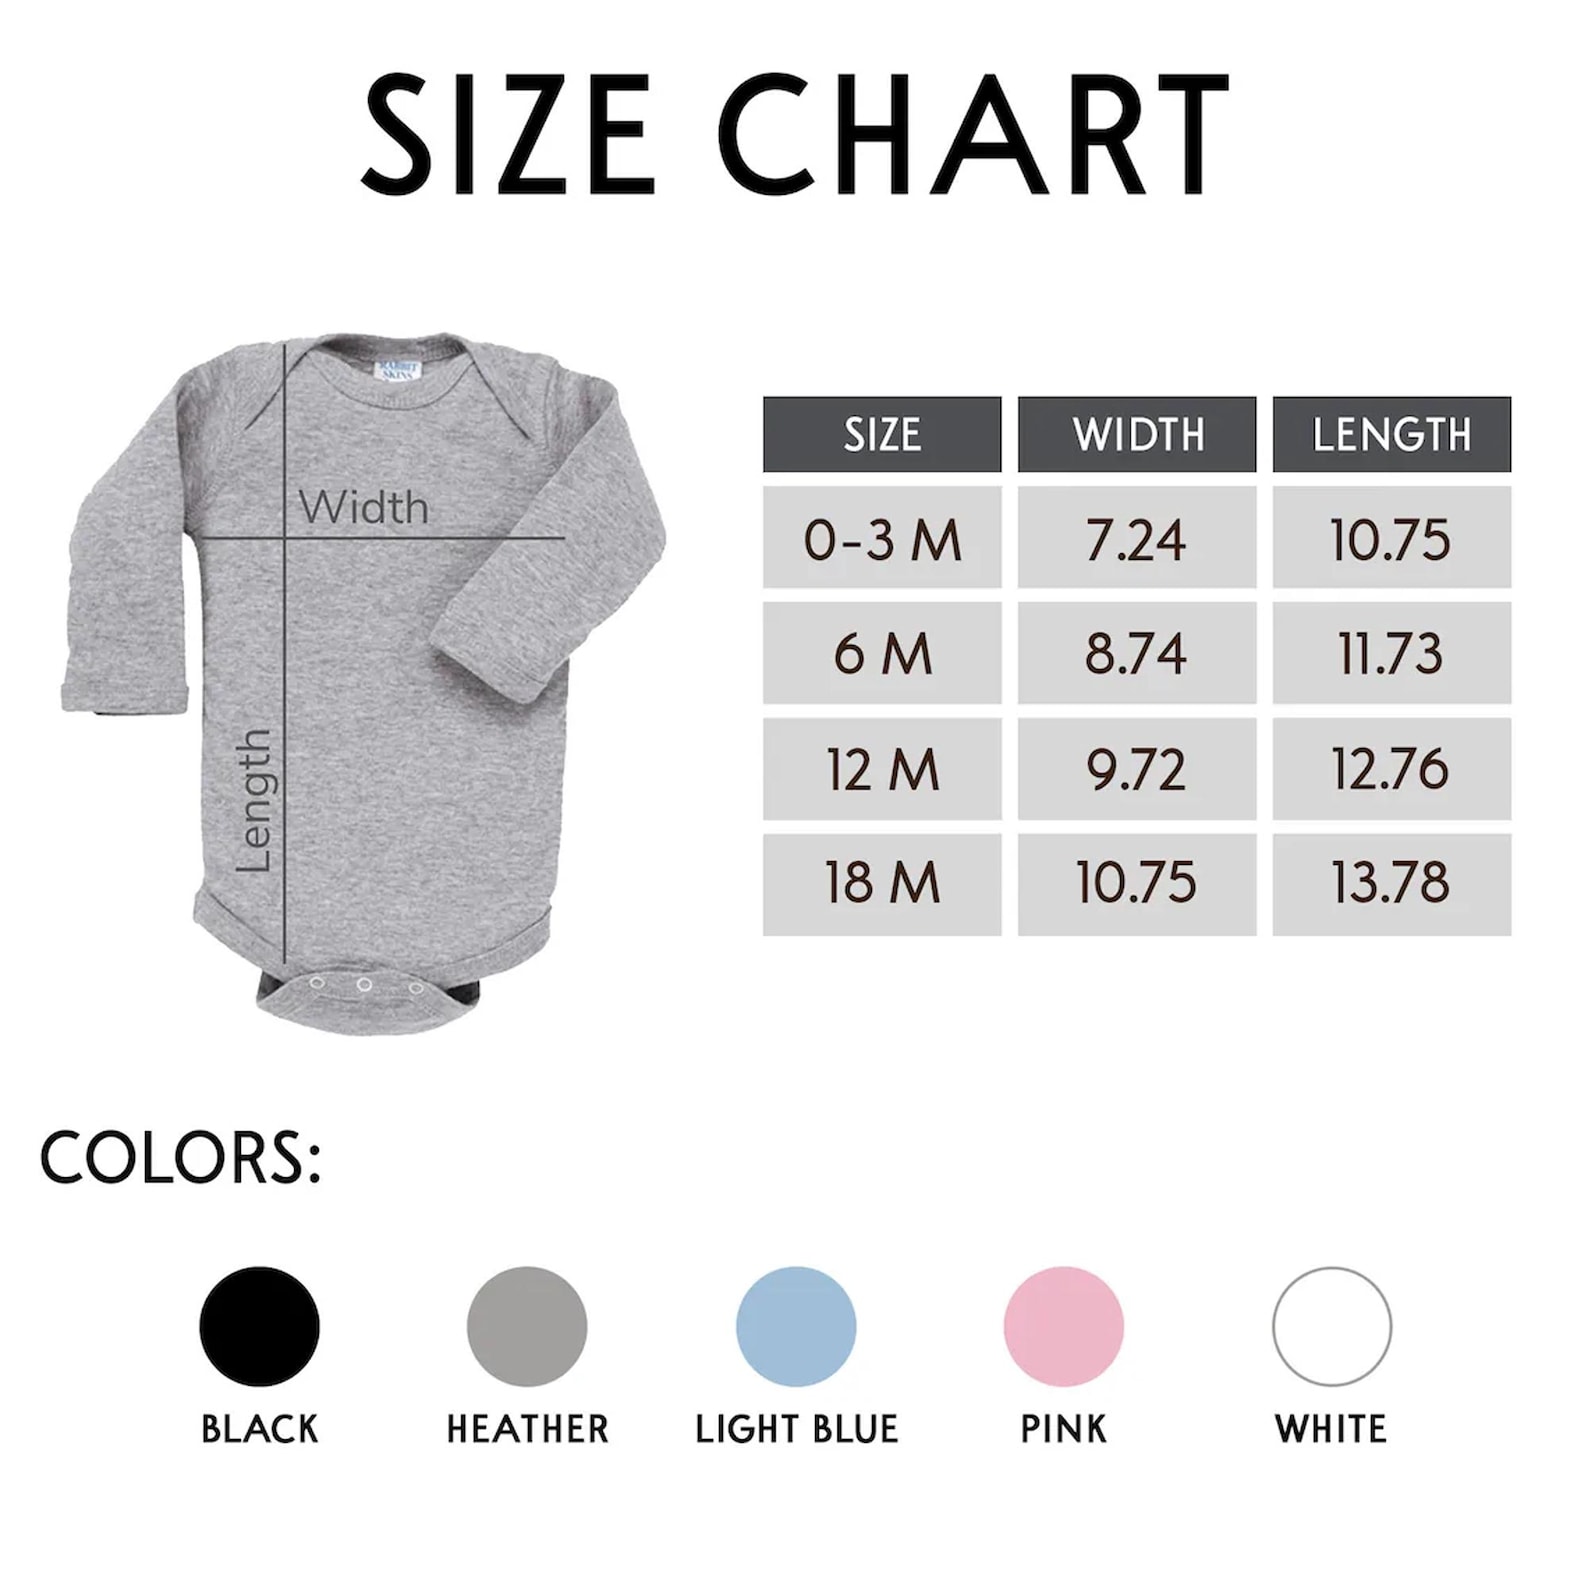 SIZE CHART
RABBIT
SKINS
Width
Length
SIZE WIDTH LENGTH
0-3 M 7.24 10.75
6 M 8.74 11.73
12 M 9.72 12.76
18 M 10.75 13.78
COLORS:
BLACK HEATHER LIGHT BLUE PINK WHITE